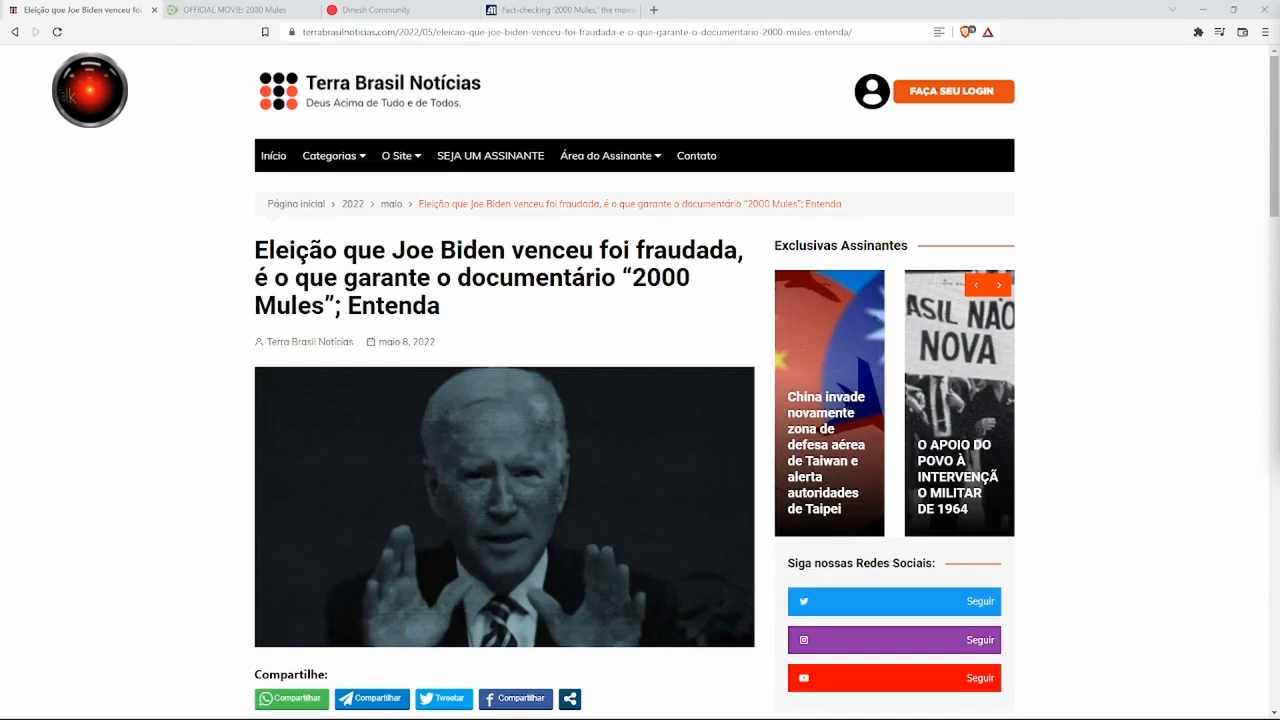 Eleição que Joe Biden venceu foi
OFFICIAL MOVIE: 2000 Mules
Dinesh Community
Fact-checking '2000 Mules,' the movi
terrabrasilnoticias.com/2022/05/eleicao-que-joe-biden-venceu-foi-fraudada-e-o-que-garante-o-documentario-2000-mules-entenda/
Terra Brasil Notícias
Deus Acima de Tudo e de Todos.
FAÇA SEU LOGIN
Início Categorias O Site SEJA UM ASSINANTE Área do Assinante Contato
Página inicial > 2022 > maio > Eleição que Joe Biden venceu foi fraudada, é o que garante o documentário “2000 Mules”; Entenda
Eleição que Joe Biden venceu foi fraudada,
é o que garante o documentário “2000
Mules”; Entenda
Terra Brasil Notícias maio 8, 2022
Compartilhe:
Compartilhar Compartilhar Tweetar Compartilhar
Exclusivas Assinantes
China invade
novamente
zona de
defesa aérea
de Taiwan e
alerta
autoridades
de Taipei
ASIL NÃO
NOVA
O APOIO DO
POVO À
INTERVENÇÃ
O MILITAR
DE 1964
Siga nossas Redes Sociais:
Seguir
Seguir
Seguir